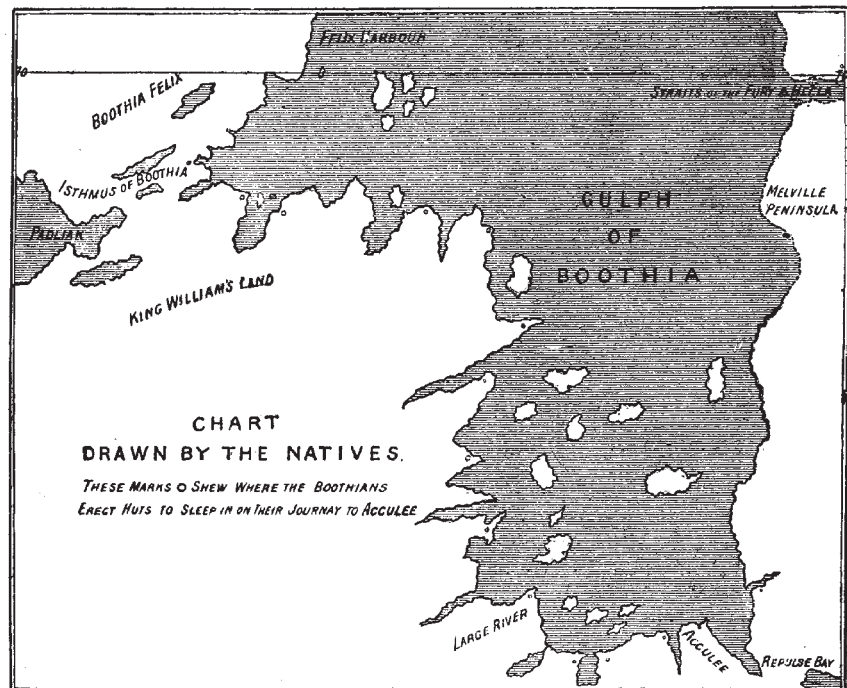 FELIX HARBOUR
70
STRAITS OF THE FURY & HECLA
BOOTHIA FELIX
ISTHMUS OF BOOTHIA
PADLIAK
KING WILLIAM'S LAND
GULPH
OF
BOOTHIA
MELVILLE
PENINSULA
CHART
DRAWN BY THE NATIVES.
THESE MARKS O SHEW WHERE THE BOOTHIANS
ERECT HUTS TO SLEEP IN ON THEIR JOURNAY TO ACCULEE
LARGE RIVER
ACCULEE
REPULSE BAY